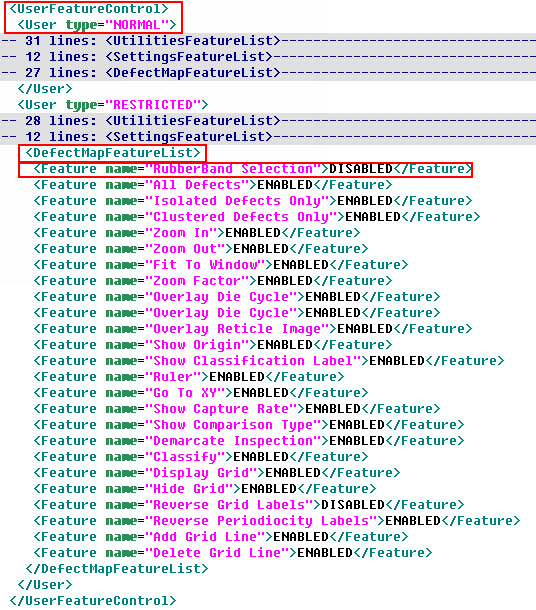 <UserFeatureControl>
<User type="NORMAL">
-- 31 lines: <UtilitiesFeatureList>
-- 12 lines: <SettingsFeatureList>
-- 27 lines: <DefectMapFeatureList>
</User>
<User type="RESTRICTED">
-- 28 lines: <UtilitiesFeatureList>
-- 12 lines: <SettingsFeatureList>
<DefectMapFeatureList>
<Feature name="RubberBand Selection">DISABLED</Feature>
<Feature name="All Defects">ENABLED</Feature>
<Feature name="Isolated Defects Only">ENABLED</Feature>
<Feature name="Clustered Defects Only">ENABLED</Feature>
<Feature name="Zoom In">ENABLED</Feature>
<Feature name="Zoom Out">ENABLED</Feature>
<Feature name="Fit To Window">ENABLED</Feature>
<Feature name="Zoom Factor">ENABLED</Feature>
<Feature name="Overlay Die Cycle">ENABLED</Feature>
<Feature name="Overlay Die Cycle">ENABLED</Feature>
<Feature name="Overlay Reticle Image">ENABLED</Feature>
<Feature name="Show Origin">ENABLED</Feature>
<Feature name="Show Classification Label">ENABLED</Feature>
<Feature name="Ruler">ENABLED</Feature>
<Feature name="Go To XY">ENABLED</Feature>
<Feature name="Show Capture Rate">ENABLED</Feature>
<Feature name="Show Comparison Type">ENABLED</Feature>
<Feature name="Demarcate Inspection">ENABLED</Feature>
<Feature name="Classify">ENABLED</Feature>
<Feature name="Display Grid">ENABLED</Feature>
<Feature name="Hide Grid">ENABLED</Feature>
<Feature name="Reverse Grid Labels">DISABLED</Feature>
<Feature name="Reverse Periodiocity Labels">ENABLED</Feature>
<Feature name="Add Grid Line">ENABLED</Feature>
<Feature name="Delete Grid Line">ENABLED</Feature>
</DefectMapFeatureList>
</User>
</UserFeatureControl>